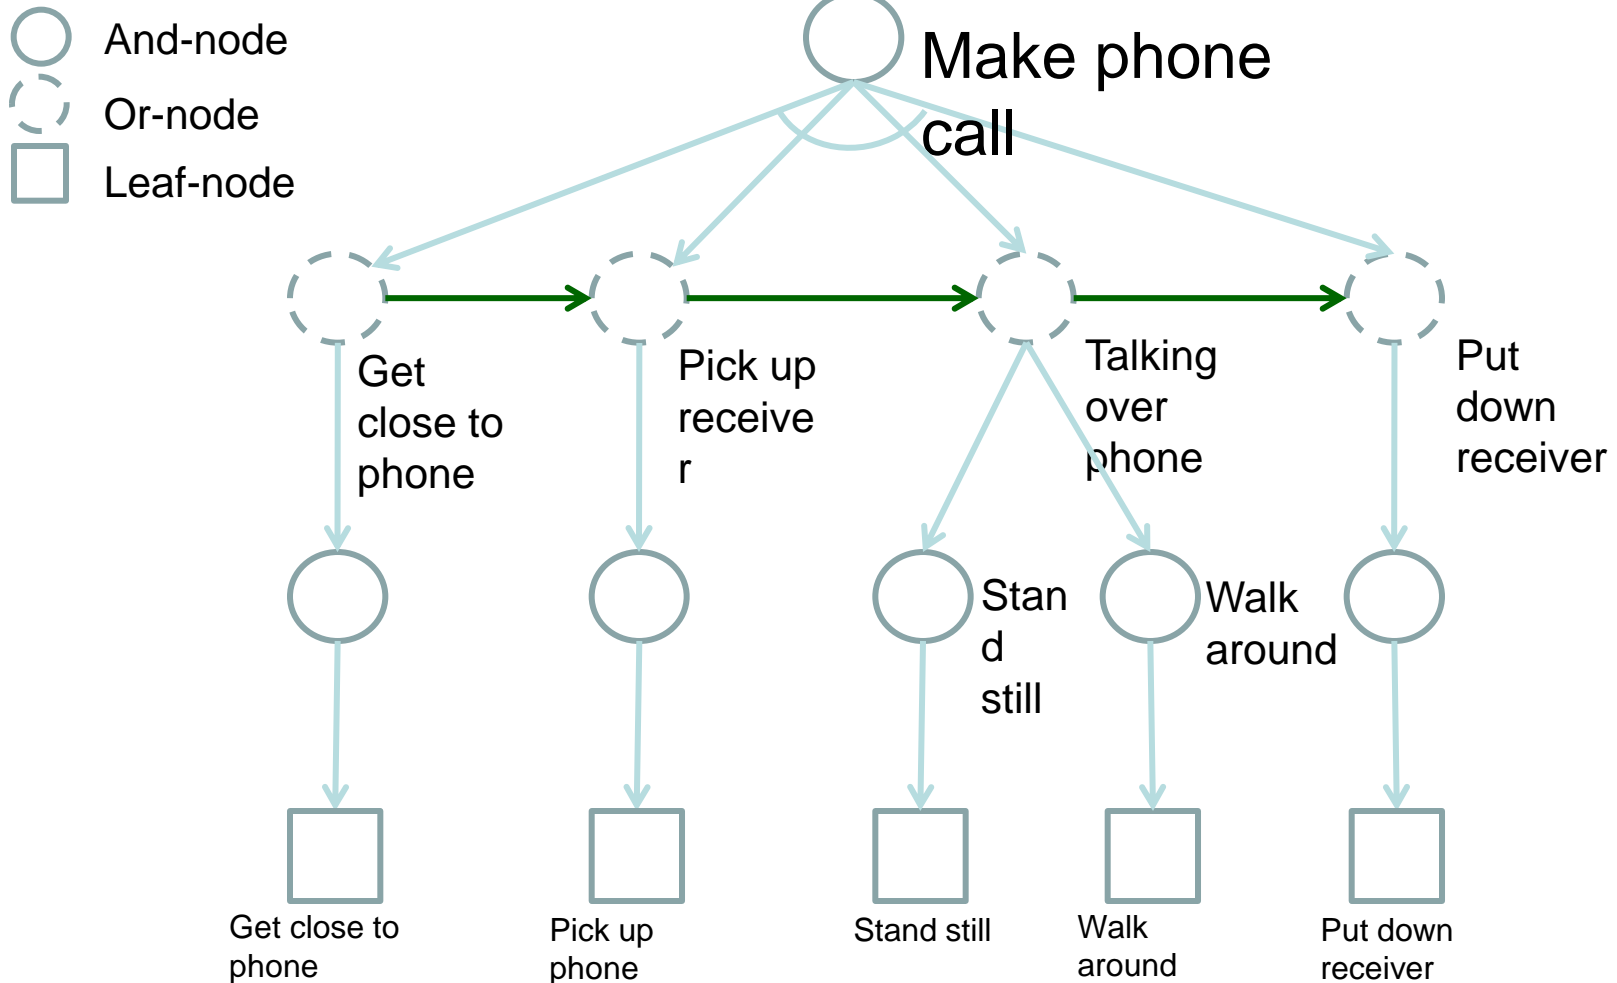 And-node
Or-node
Leaf-node
Make phone
call
Get
close to
phone
Pick up
receive
r
Talking
over
phone
Put
down
receiver
Stan
d
still
Walk
around
Get close to
phone
Pick up
phone
Stand still
Walk
around
Put down
receiver